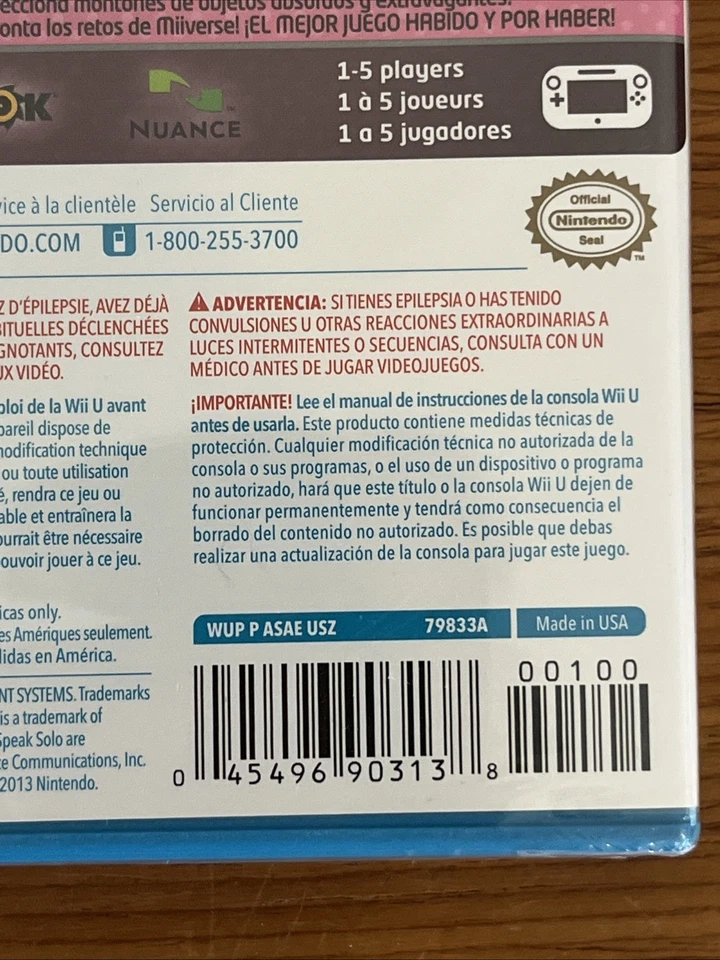 ecciona montones de objetos absurdos y extravagantes.
onta los retos de Miiverse! ¡EL MEJOR JUEGO HABIDO Y POR HABER!
NUANCE
1-5 players
1 à 5 joueurs
1 a 5 jugadores
vice à la clientèle Servicio al Cliente
DO.COM 1-800-255-3700
Official
Nintendo
Seal
TM
Z D'ÉPILEPSIE, AVEZ DÉJÀ
ITUELLES DÉCLENCHÉES
GNOTANTS, CONSULTEZ
UX VIDÉO.
ADVERTENCIA: SI TIENES EPILEPSIA O HAS TENIDO
CONVULSIONES U OTRAS REACCIONES EXTRAORDINARIAS A
LUCES INTERMITENTES O SECUENCIAS, CONSULTA CON UN
MÉDICO ANTES DE JUGAR VIDEOJUEGOS.
ploi de la Wii U avant
pareil dispose de
modification technique
ou toute utilisation
é, rendra ce jeu ou
able et entraînera la
ourrait être nécessaire
ouvoir jouer à ce jeu.
¡IMPORTANTE! Lee el manual de instrucciones de la consola Wii U
antes de usarla. Este producto contiene medidas técnicas de
protección. Cualquier modificación técnica no autorizada de la
consola o sus programas, o el uso de un dispositivo o programa
no autorizado, hará que este título o la consola Wii U dejen de
funcionar permanentemente y tendrá como consecuencia el
borrado del contenido no autorizado. Es posible que debas
realizar una actualización de la consola para jugar este juego.
icas only.
es Amériques seulement.
lidas en América.
NT SYSTEMS. Trademarks
is a trademark of
Speak Solo are
ce Communications, Inc.
2013 Nintendo.
WUP P ASAE USZ 79833A Made in USA
00100
0 45496 90313 8